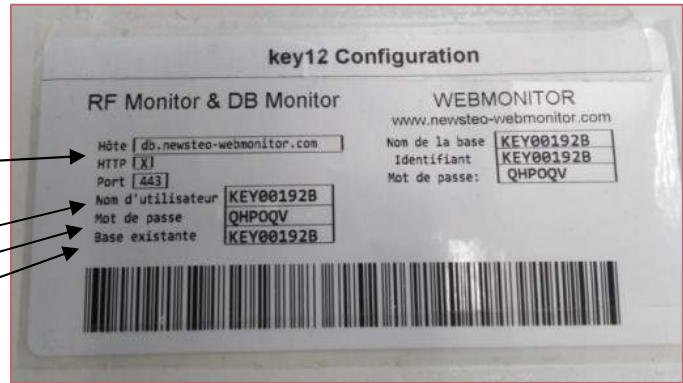 key12 Configuration
RF Monitor & DB Monitor
Hôte db.newsteo-webmonitor.com
HTTP X
Port 443
Nom d'utilisateur KEY00192B
Mot de passe QHPOQV
Base existante KEY00192B
WEBMONITOR
www.newsteo-webmonitor.com
Nom de la base KEY00192B
Identifiant KEY00192B
Mot de passe: QHPOQV